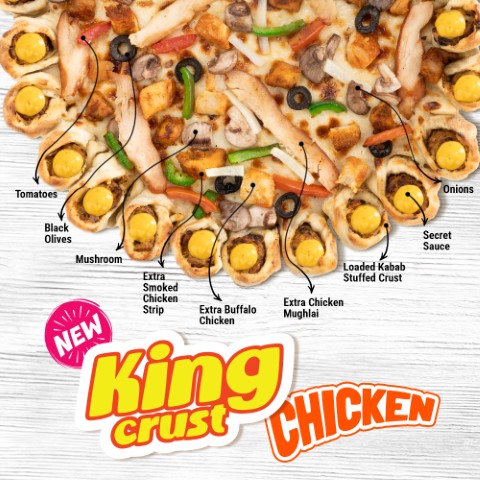 Tomatoes
Black
Olives
Mushroom
Extra
Smoked
Chicken
Strip
Extra Buffalo
Chicken
Extra Chicken
Mughlai
Loaded Kabab
Stuffed Crust
Secret
Sauce
Onions
NEW
King
crust
CHICKEN